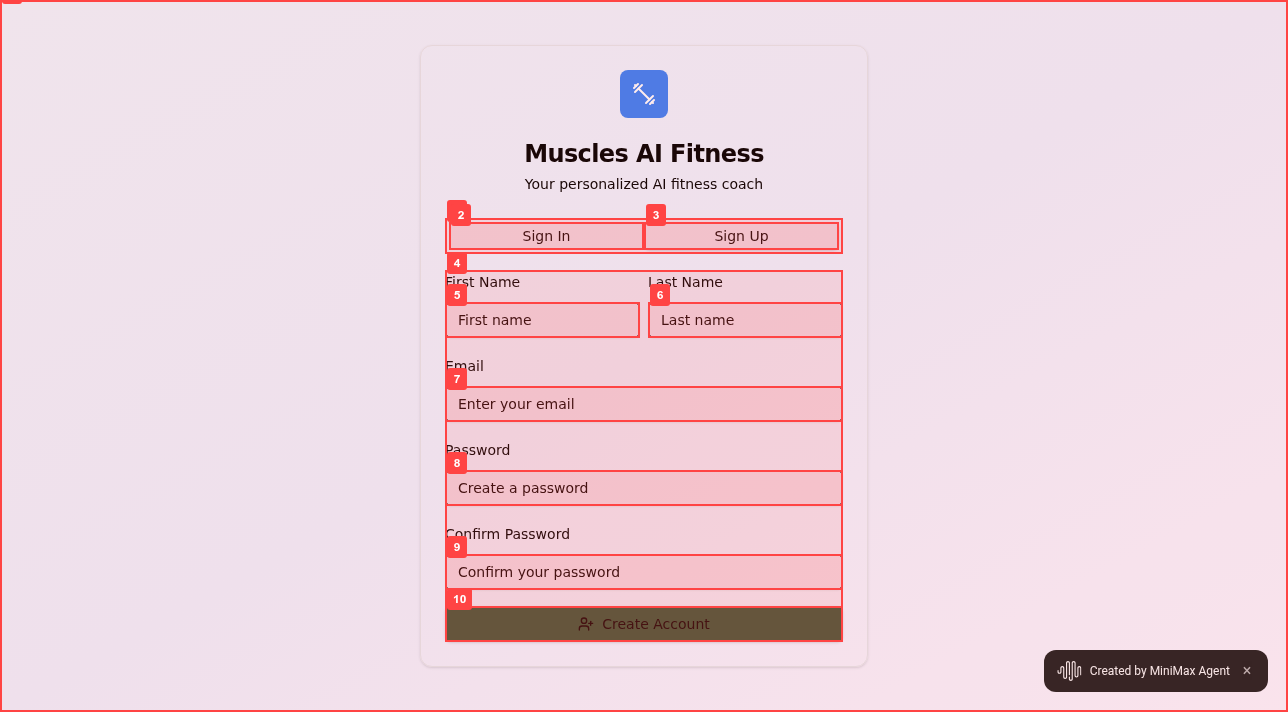 Muscles AI Fitness
Your personalized AI fitness coach
2
3
Sign In
Sign Up
4
First Name
Last Name
5
6
First name
Last name
Email
7
Enter your email
Password
8
Create a password
Confirm Password
9
Confirm your password
10
Create Account
Created by MiniMax Agent ×